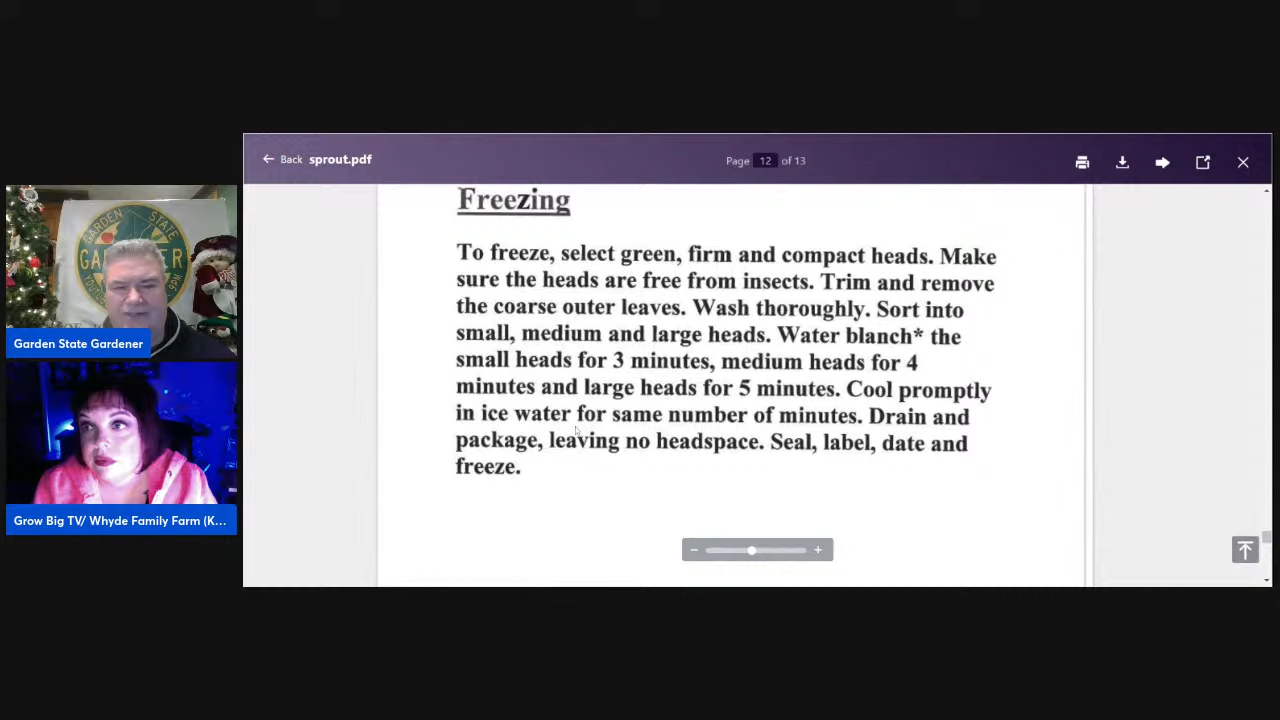 ← Back sprout.pdf
Page 12 of 13
GARDEN STATE
GARDENER
Garden State Gardener
Grow Big TV/ Whyde Family Farm (K...
Freezing
To freeze, select green, firm and compact heads. Make
sure the heads are free from insects. Trim and remove
the coarse outer leaves. Wash thoroughly. Sort into
small, medium and large heads. Water blanch* the
small heads for 3 minutes, medium heads for 4
minutes and large heads for 5 minutes. Cool promptly
in ice water for same number of minutes. Drain and
package, leaving no headspace. Seal, label, date and
freeze.